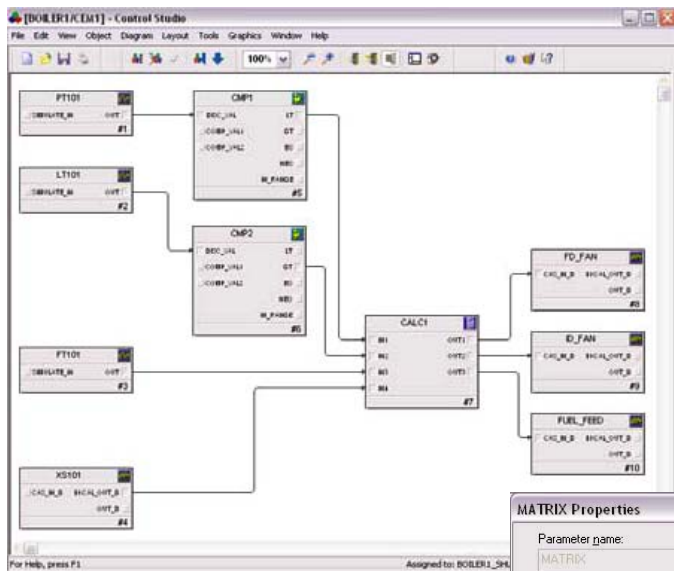 [BOILER1/CEM1] - Control Studio
File Edit View Object Diagram Layout Tools Graphics Window Help
100%
PT101
SIMULATE_IN OUT
#1
CMP1
DISC_VAL LT
COMP_VAL1 GT
COMP_VAL2 EQ
NEQ
IN_RANGE
#5
LT101
SIMULATE_IN OUT
#2
CMP2
DISC_VAL LT
COMP_VAL1 GT
COMP_VAL2 EQ
NEQ
IN_RANGE
#6
FD_FAN
CAS_IN_D BKCAL_OUT_D
OUT_D
#8
CALC1
IN1 OUT1
IN2 OUT2
IN3 OUT3
IN4
#7
ID_FAN
CAS_IN_D BKCAL_OUT_D
OUT_D
#9
FT101
SIMULATE_IN OUT
#3
FUEL_FEED
CAS_IN_D BKCAL_OUT_D
OUT_D
#10
XS101
CAS_IN_D BKCAL_OUT_D
OUT_D
#4
MATRIX Properties
Parameter name:
MATRIX
For Help, press F1
Assigned to: BOILER1_SHU